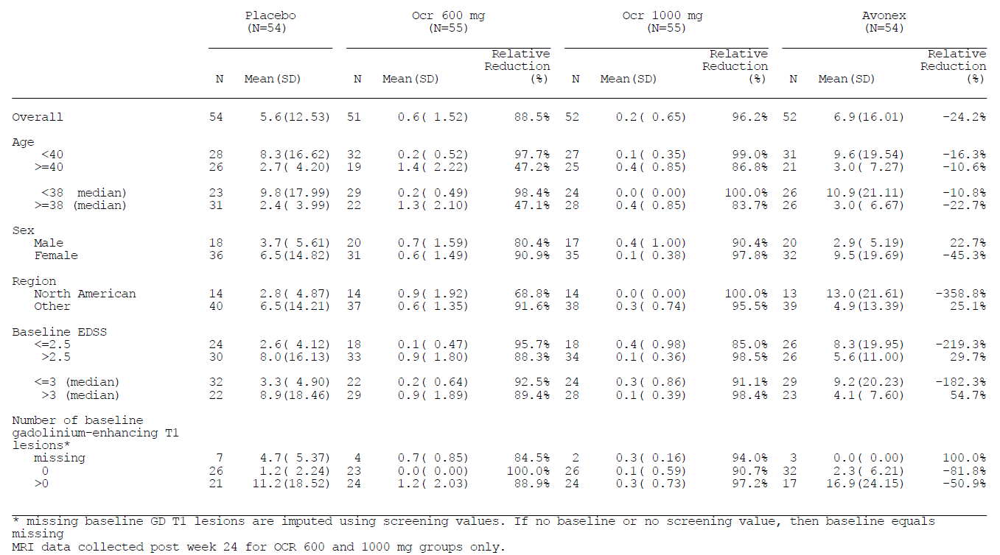 Placebo Ocr 600 mg Ocr 1000 mg Avonex
(N=54) (N=55) (N=55) (N=54)
Relative Relative Relative
Reduction Reduction Reduction
N Mean(SD) N Mean(SD) (%) N Mean(SD) (%) N Mean(SD) (%)
Overall 54 5.6(12.53) 51 0.6( 1.52) 88.5% 52 0.2( 0.65) 96.2% 52 6.9(16.01) -24.2%
Age
<40 28 8.3(16.62) 32 0.2( 0.52) 97.7% 27 0.1( 0.35) 99.0% 31 9.6(19.54) -16.3%
>=40 26 2.7( 4.20) 19 1.4( 2.22) 47.2% 25 0.4( 0.85) 86.8% 21 3.0( 7.27) -10.6%
<38 median) 23 9.8(17.99) 29 0.2( 0.49) 98.4% 24 0.0( 0.00) 100.0% 26 10.9(21.11) -10.8%
>=38 (median) 31 2.4( 3.99) 22 1.3( 2.10) 47.1% 28 0.4( 0.85) 83.7% 26 3.0( 6.67) -22.7%
Sex
Male 18 3.7( 5.61) 20 0.7( 1.59) 80.4% 17 0.4( 1.00) 90.4% 20 2.9( 5.19) 22.7%
Female 36 6.5(14.82) 31 0.6( 1.49) 90.9% 35 0.1( 0.38) 97.8% 32 9.5(19.69) -45.3%
Region
North American 14 2.8( 4.87) 14 0.9( 1.92) 68.8% 14 0.0( 0.00) 100.0% 13 13.0(21.61) -358.8%
Other 40 6.5(14.21) 37 0.6( 1.35) 91.6% 38 0.3( 0.74) 95.5% 39 4.9(13.39) 25.1%
Baseline EDSS
<=2.5 24 2.6( 4.12) 18 0.1( 0.47) 95.7% 18 0.4( 0.98) 85.0% 26 8.3(19.95) -219.3%
>2.5 30 8.0(16.13) 33 0.9( 1.80) 88.3% 34 0.1( 0.36) 98.5% 26 5.6(11.00) 29.7%
<=3 (median) 32 3.3( 4.90) 22 0.2( 0.64) 92.5% 24 0.3( 0.86) 91.1% 29 9.2(20.23) -182.3%
>3 (median) 22 8.9(18.46) 29 0.9( 1.89) 89.4% 28 0.1( 0.39) 98.4% 23 4.1( 7.60) 54.7%
Number of baseline
gadolinium-enhancing T1
lesions*
missing 7 4.7( 5.37) 4 0.7( 0.85) 84.5% 2 0.3( 0.16) 94.0% 3 0.0( 0.00) 100.0%
0 26 1.2( 2.24) 23 0.0( 0.00) 100.0% 26 0.1( 0.59) 90.7% 32 2.3( 6.21) -81.8%
>0 21 11.2(18.52) 24 1.2( 2.03) 88.9% 24 0.3( 0.73) 97.2% 17 16.9(24.15) -50.9%
* missing baseline GD T1 lesions are imputed using screening values. If no baseline or no screening value, then baseline equals
missing
MRI data collected post week 24 for OCR 600 and 1000 mg groups only.